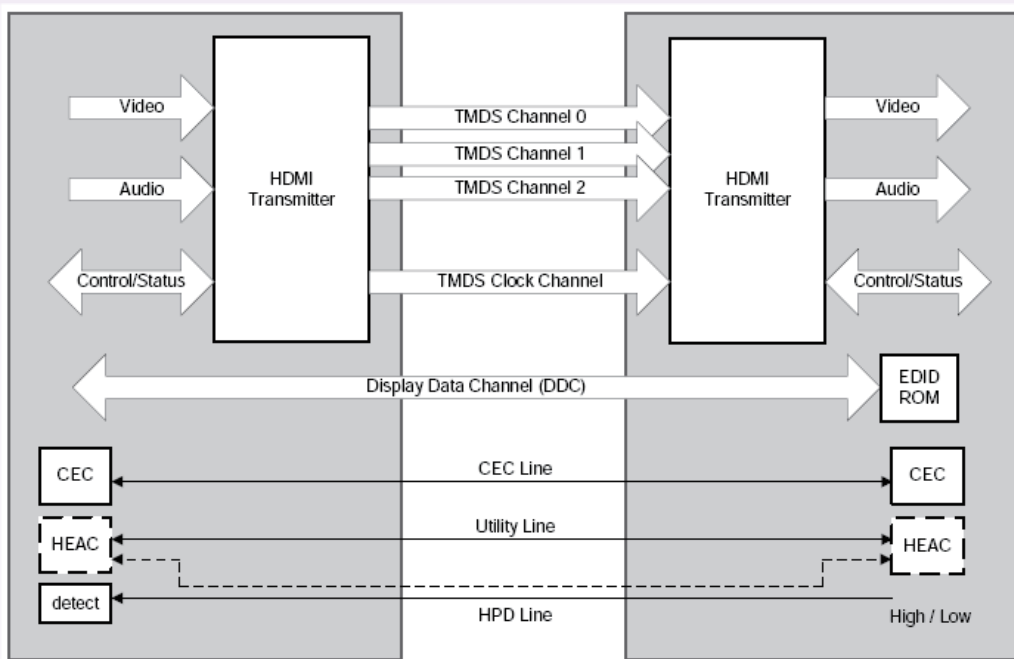 Video
HDMI
Transmitter
TMDS Channel 0
HDMI
Transmitter
Video
TMDS Channel 1
Audio
TMDS Channel 2
Audio
Control/Status
TMDS Clock Channel
Control/Status
Display Data Channel (DDC)
EDID
ROM
CEC
CEC Line
CEC
HEAC
Utility Line
HEAC
detect
HPD Line
High / Low